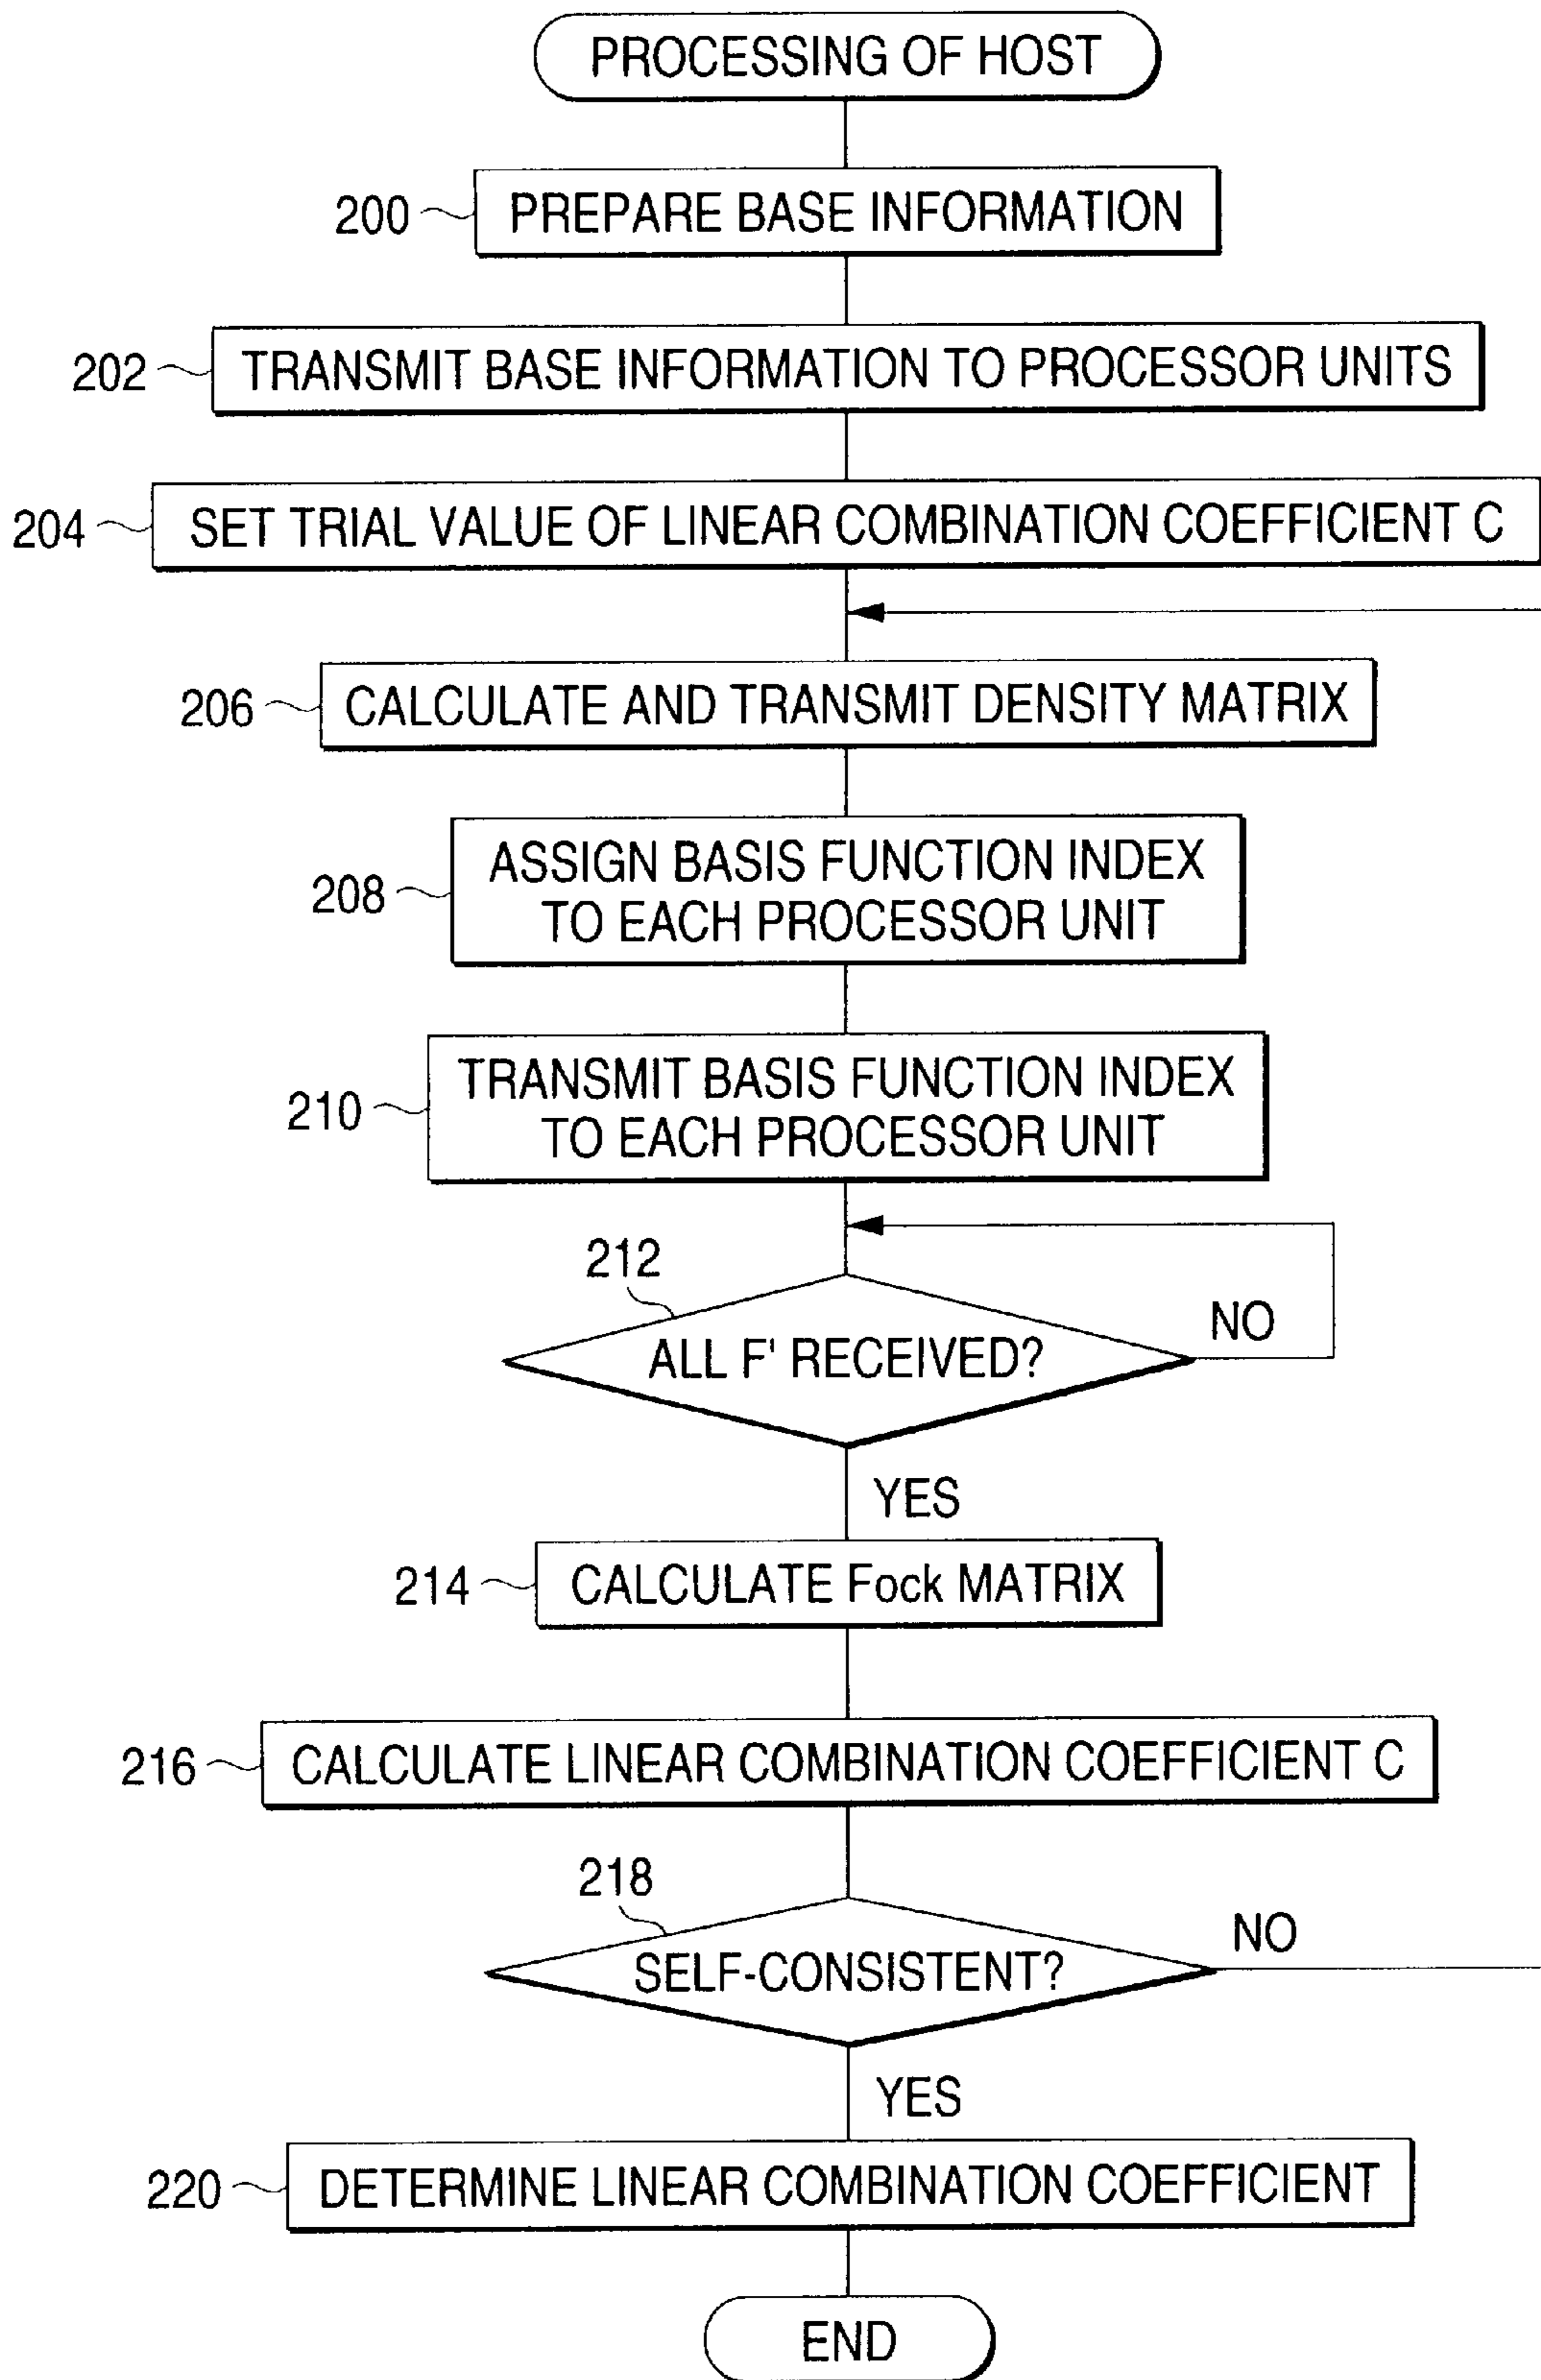 PROCESSING OF HOST
200
PREPARE BASE INFORMATION
202
TRANSMIT BASE INFORMATION TO PROCESSOR UNITS
204
SET TRIAL VALUE OF LINEAR COMBINATION COEFFICIENT C
206
CALCULATE AND TRANSMIT DENSITY MATRIX
208
ASSIGN BASIS FUNCTION INDEX
TO EACH PROCESSOR UNIT
210
TRANSMIT BASIS FUNCTION INDEX
TO EACH PROCESSOR UNIT
212
ALL F' RECEIVED?
NO
YES
214
CALCULATE Fock MATRIX
216
CALCULATE LINEAR COMBINATION COEFFICIENT C
218
SELF-CONSISTENT?
NO
YES
220
DETERMINE LINEAR COMBINATION COEFFICIENT
END